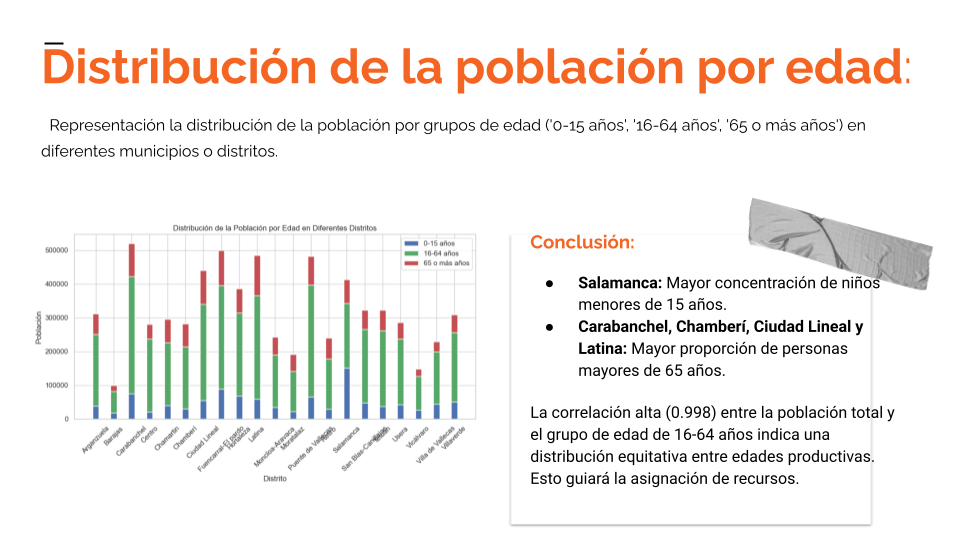 Distribución de la población por edad:
Representación la distribución de la población por grupos de edad ('0-15 años', '16-64 años', '65 o más años') en
diferentes municipios o distritos.
Distribución de la Población por Edad en Diferentes Distritos
0-15 años
16-64 años
65 o más años
Población
500000
400000
300000
200000
100000
0
Arganzuela
Barajas
Carabanchel
Centro
Chamartín
Chamberí
Ciudad Lineal
Fuencarral-El pardo
Hortaleza
Latina
Moncloa-Aravaca
Moratalaz
Puente de Vallecas
Retiro
Salamanca
San Blas-Canillejas
Tetuán
Usera
Vicálvaro
Villa de Vallecas
Villaverde
Distrito
Conclusión:
● Salamanca: Mayor concentración de niños
menores de 15 años.
● Carabanchel, Chamberí, Ciudad Lineal y
Latina: Mayor proporción de personas
mayores de 65 años.
La correlación alta (0.998) entre la población total y
el grupo de edad de 16-64 años indica una
distribución equitativa entre edades productivas.
Esto guiará la asignación de recursos.